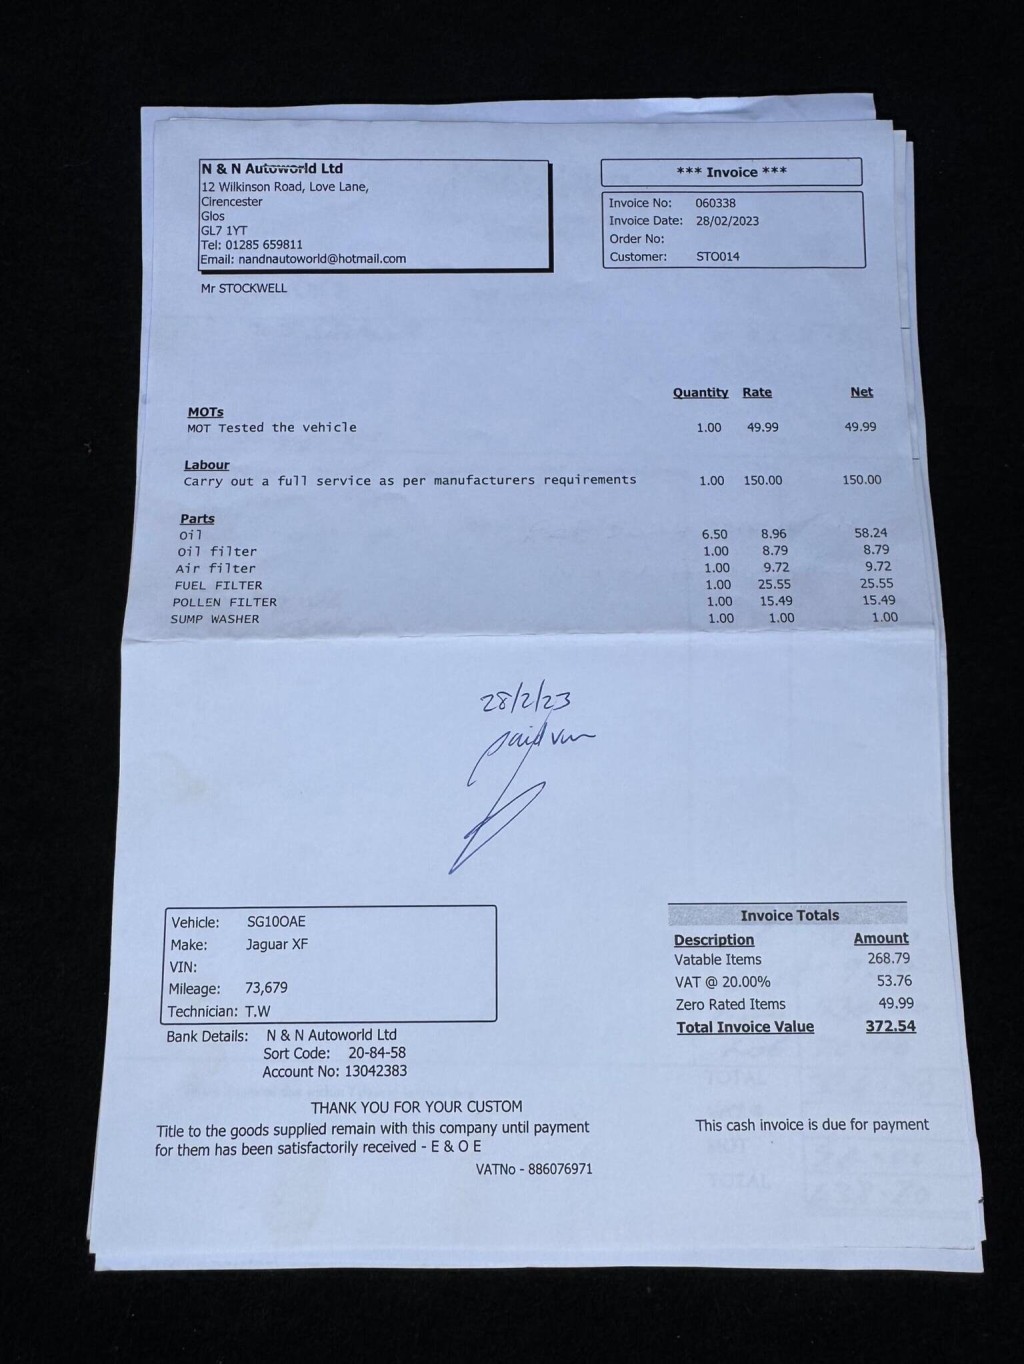 N & N Autoworld Ltd
12 Wilkinson Road, Love Lane,
Cirencester
Glos
GL7 1YT
Tel: 01285 659811
Email: nandnautoworld@hotmail.com
*** Invoice ***
Invoice No: 060338
Invoice Date: 28/02/2023
Order No:
Customer: STO014
Mr STOCKWELL
Quantity Rate Net
MOTs
MOT Tested the vehicle 1.00 49.99 49.99
Labour
Carry out a full service as per manufacturers requirements 1.00 150.00 150.00
Parts
Oil 6.50 8.96 58.24
Oil filter 1.00 8.79 8.79
Air filter 1.00 9.72 9.72
FUEL FILTER 1.00 25.55 25.55
POLLEN FILTER 1.00 15.49 15.49
SUMP WASHER 1.00 1.00 1.00
28/2/23
paid
Vehicle: SG10OAE
Make: Jaguar XF
VIN:
Mileage: 73,679
Technician: T.W
Bank Details: N & N Autoworld Ltd
Sort Code: 20-84-58
Account No: 13042383
Invoice Totals
Description Amount
Vatable Items 268.79
VAT @ 20.00% 53.76
Zero Rated Items 49.99
Total Invoice Value 372.54
THANK YOU FOR YOUR CUSTOM
Title to the goods supplied remain with this company until payment
for them has been satisfactorily received - E & O E
VATNo - 886076971
This cash invoice is due for payment